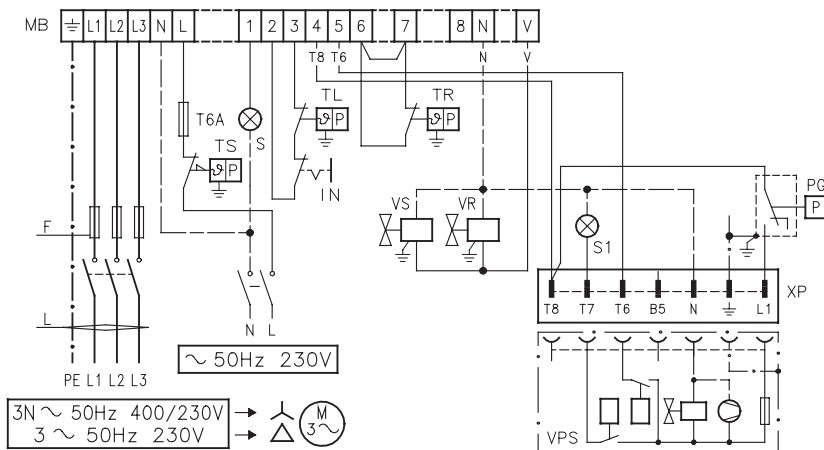 MB ⏚ L1 L2 L3 N L 1 2 3 4 5 6 7 8 N V
T8 T6 N V
T6A S TL ϑ P TR ϑ P
TS ϑ P
IN
PG
P
VS VR
S1
F
XP
T8 T7 T6 B5 N ⏚ L1
L
N L
~ 50Hz 230V
PE L1 L2 L3
3N ~ 50Hz 400/230V
3 ~ 50Hz 230V
M
3~
VPS